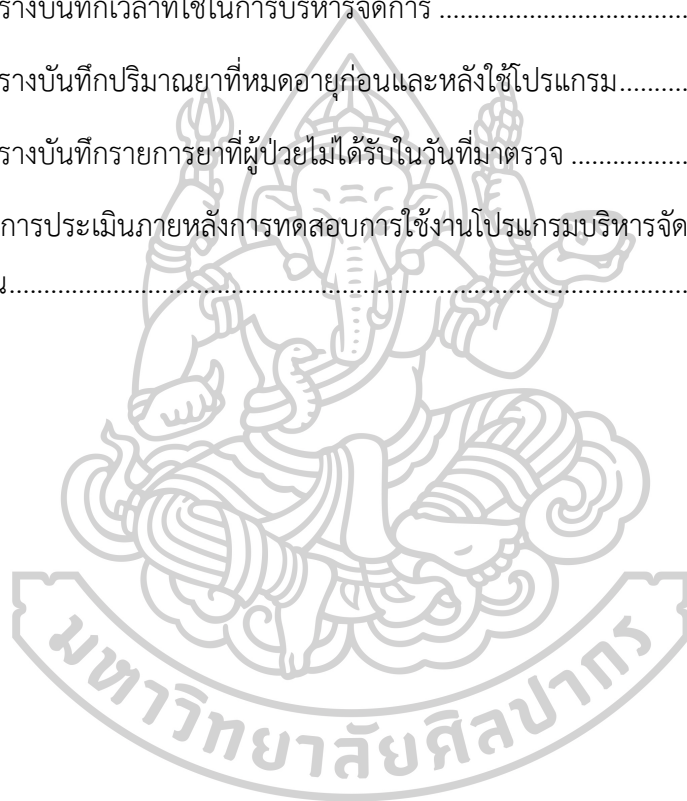 รางบันทึกเวลาที่ใช้ในการบริหารจัดการ ....................................
รางบันทึกปริมาณยาที่หมดอายุก่อนและหลังใช้โปรแกรม..........
รางบันทึกรายการยาที่ผู้ป่วยไม่ได้รับในวันที่มาตรวจ .................
การประเมินภายหลังการทดสอบการใช้งานโปรแกรมบริหารจัด
น...................................................................................................
มหาวิทยาลัยศิลปากร